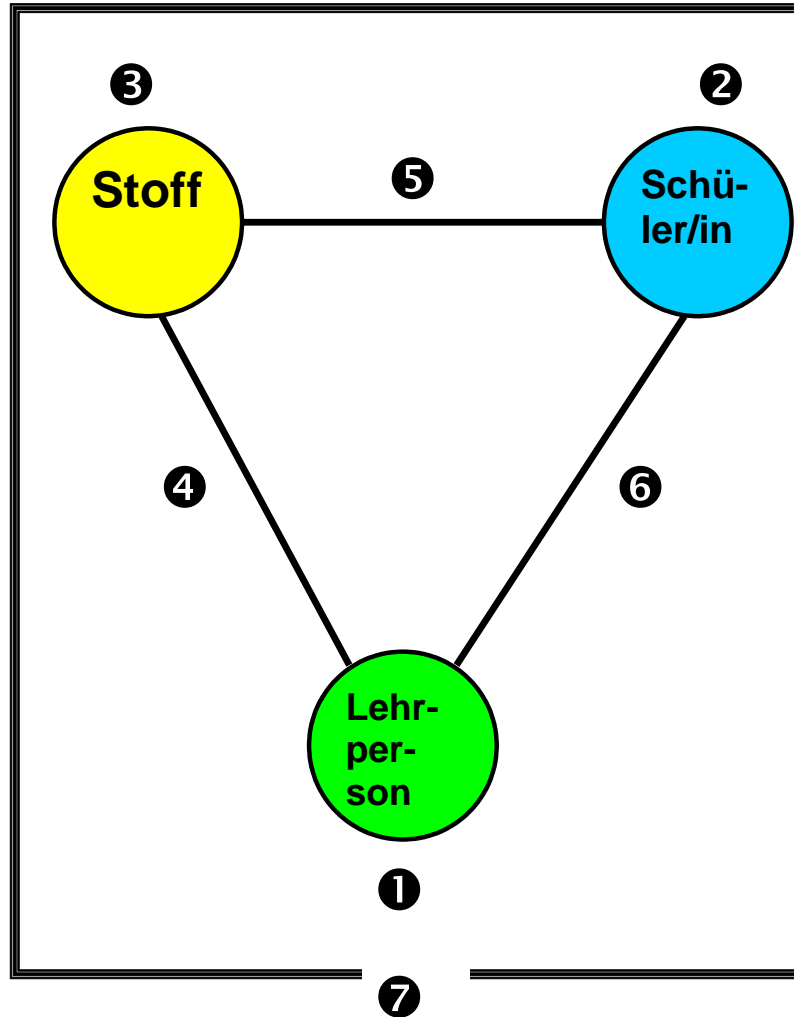 ❸ ❷
Stoff
Schü-
ler/in
❺
❹ ❻
Lehr-
per-
son
❶
❼